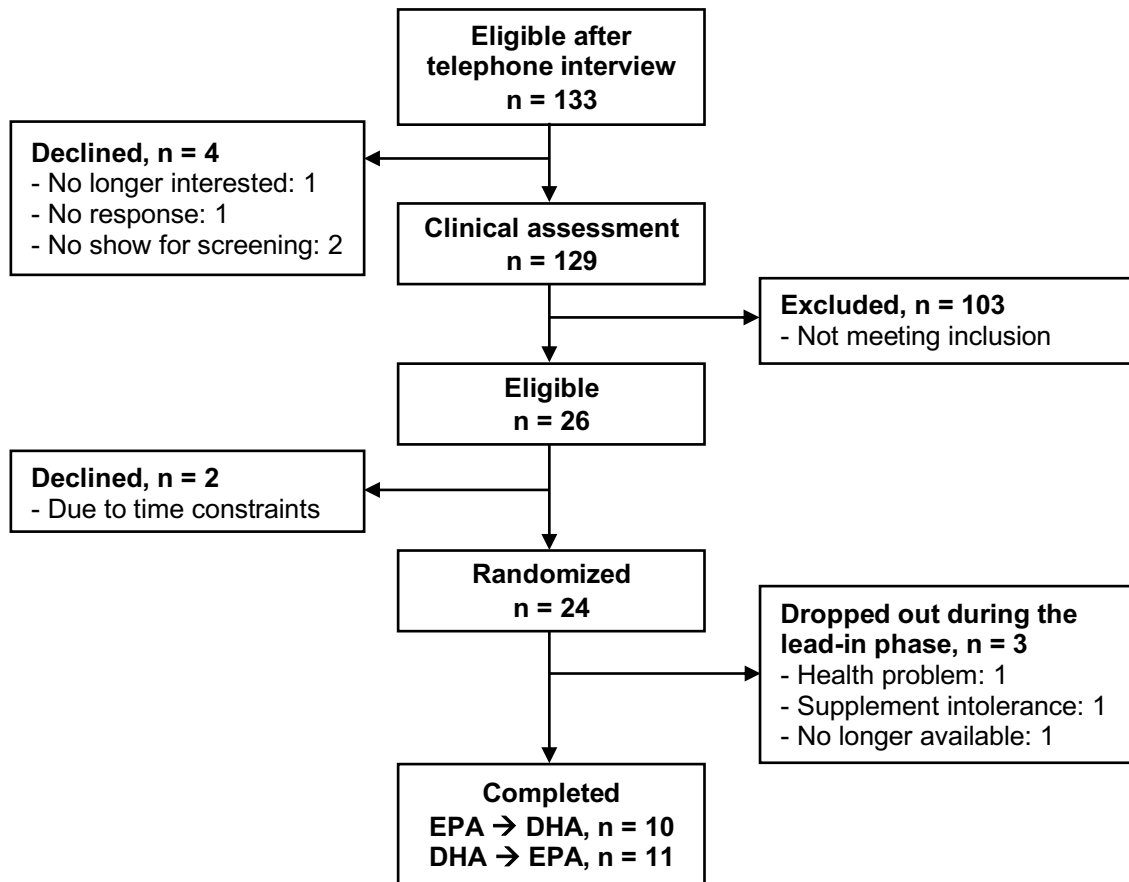 Eligible after
telephone interview
n = 133
Declined, n = 4
- No longer interested: 1
- No response: 1
- No show for screening: 2
Clinical assessment
n = 129
Excluded, n = 103
- Not meeting inclusion
Eligible
n = 26
Declined, n = 2
- Due to time constraints
Randomized
n = 24
Dropped out during the
lead-in phase, n = 3
- Health problem: 1
- Supplement intolerance: 1
- No longer available: 1
Completed
EPA → DHA, n = 10
DHA → EPA, n = 11